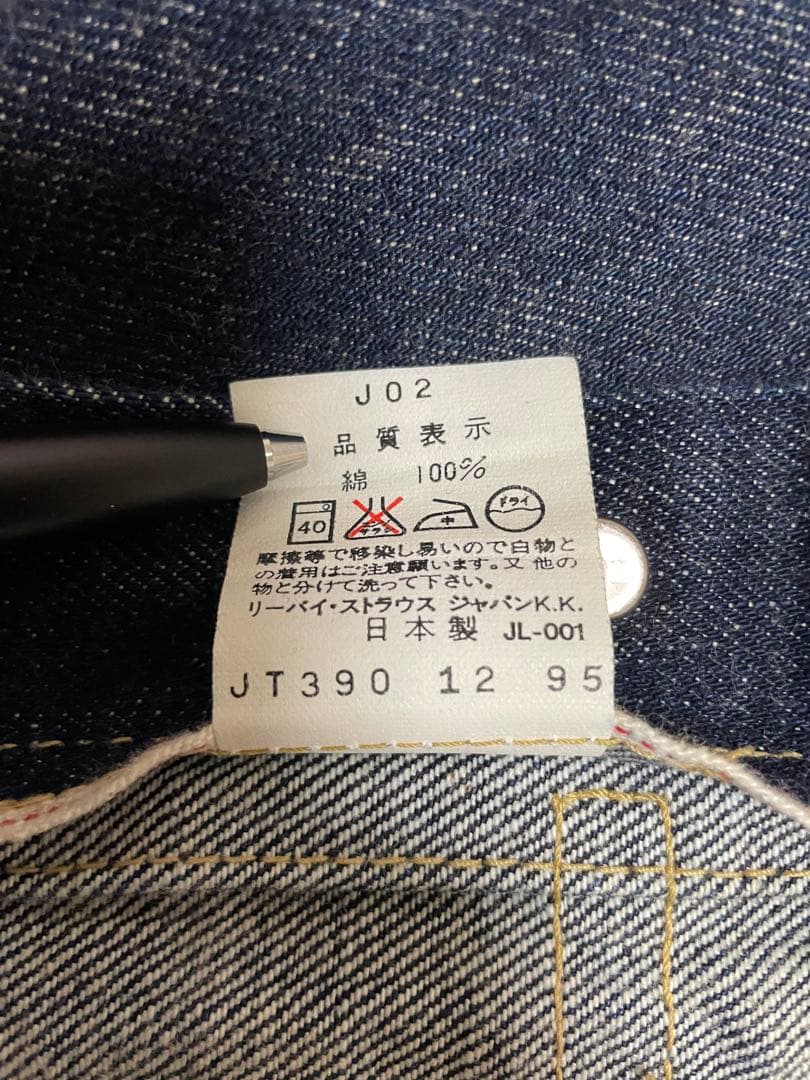 J02
品質表示
綿 100%
40 サラシ ドライ
摩擦等で移染し易いので白物と
の着用はご注意願います。又 他の
物と分けて洗って下さい。
リーバイ・ストラウス ジャパンK.K.
日本製 JL-001
JT390 12 95